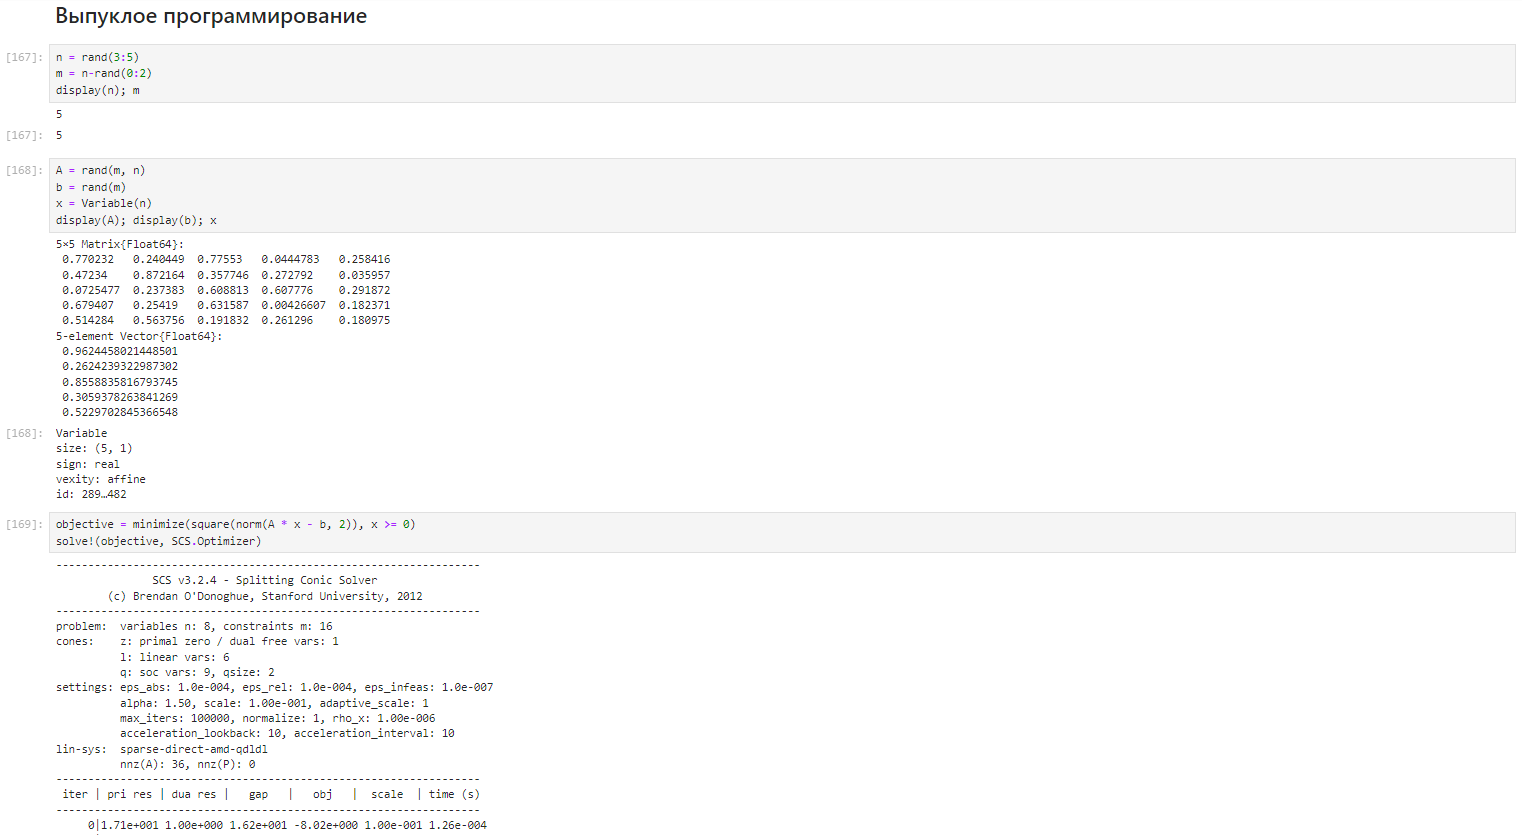 Выпуклое программирование
[167]: n = rand(3:5)
m = n-rand(0:2)
display(n); m
5
[167]: 5
[168]: A = rand(m, n)
b = rand(m)
x = Variable(n)
display(A); display(b); x
5×5 Matrix{Float64}:
0.770232 0.240449 0.77553 0.0444783 0.258416
0.47234 0.872164 0.357746 0.272792 0.035957
0.0725477 0.237383 0.608813 0.607776 0.291872
0.679407 0.25419 0.631587 0.00426607 0.182371
0.514284 0.563756 0.191832 0.261296 0.180975
5-element Vector{Float64}:
0.9624458021448501
0.2624239322987302
0.8558835816793745
0.3059378263841269
0.5229702845366548
[168]: Variable
size: (5, 1)
sign: real
vexity: affine
id: 289…482
[169]: objective = minimize(square(norm(A * x - b, 2)), x >= 0)
solve!(objective, SCS.Optimizer)
------------------------------------------------------------------
SCS v3.2.4 - Splitting Conic Solver
(c) Brendan O'Donoghue, Stanford University, 2012
------------------------------------------------------------------
problem: variables n: 8, constraints m: 16
cones: z: primal zero / dual free vars: 1
l: linear vars: 6
q: soc vars: 9, qsize: 2
settings: eps_abs: 1.0e-004, eps_rel: 1.0e-004, eps_infeas: 1.0e-007
alpha: 1.50, scale: 1.00e-001, adaptive_scale: 1
max_iters: 100000, normalize: 1, rho_x: 1.00e-006
acceleration_lookback: 10, acceleration_interval: 10
lin-sys: sparse-direct-amd-qdldl
nnz(A): 36, nnz(P): 0
------------------------------------------------------------------
iter | pri res | dua res | gap | obj | scale | time (s)
------------------------------------------------------------------
0|1.71e+001 1.00e+000 1.62e+001 -8.02e+000 1.00e-001 1.26e-004